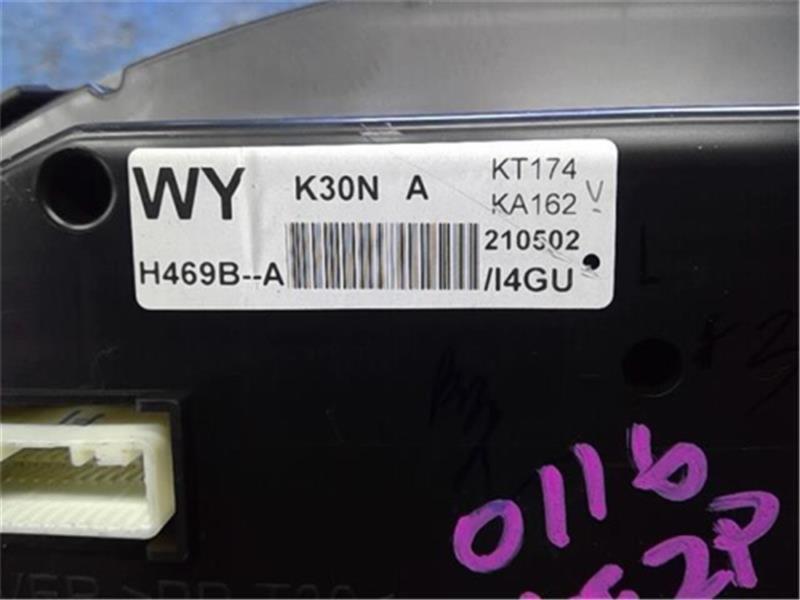 WY K30N A KT174
KA162 V
210502
H469B--A /I4GU
L
0116